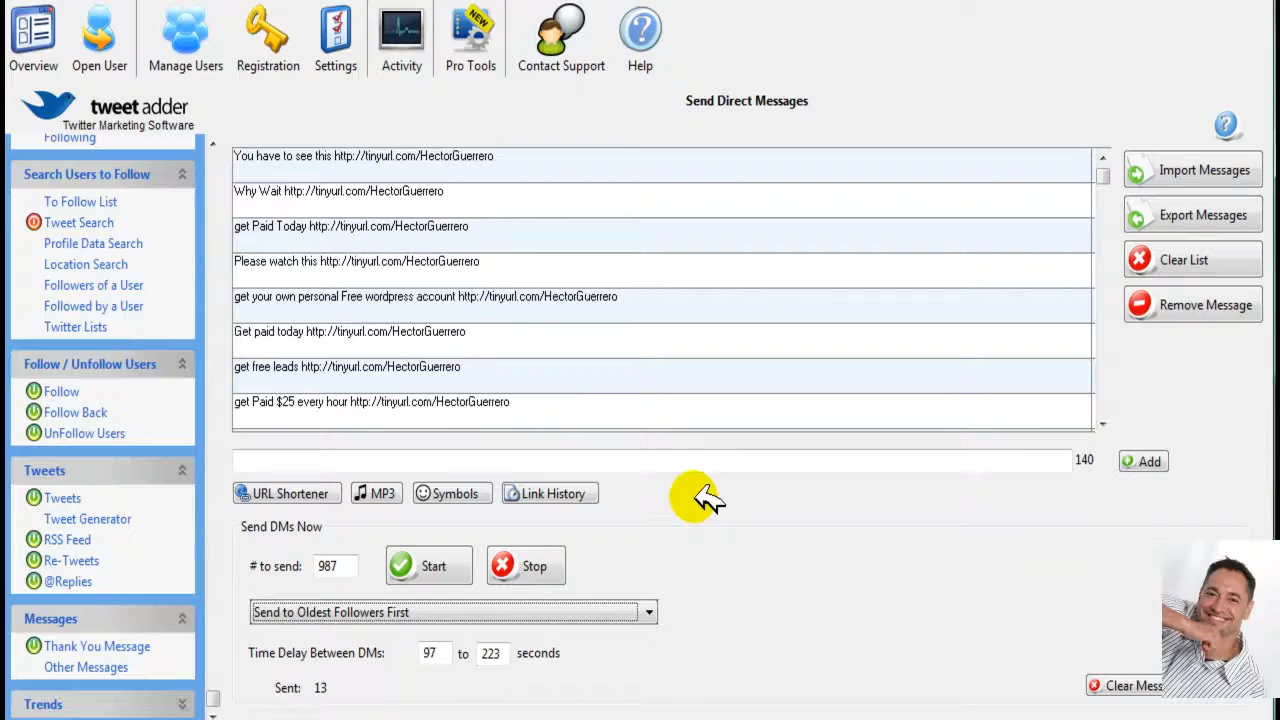 Overview
Open User
Manage Users
Registration
Settings
Activity
NEW
Pro Tools
Contact Support
Help
tweet adder
Twitter Marketing Software
Send Direct Messages
Following
Search Users to Follow
To Follow List
Tweet Search
Profile Data Search
Location Search
Followers of a User
Followed by a User
Twitter Lists
Follow / Unfollow Users
Follow
Follow Back
UnFollow Users
Tweets
Tweets
Tweet Generator
RSS Feed
Re-Tweets
@Replies
Messages
Thank You Message
Other Messages
Trends
You have to see this http://tinyurl.com/HectorGuerrero
Why Wait http://tinyurl.com/HectorGuerrero
get Paid Today http://tinyurl.com/HectorGuerrero
Please watch this http://tinyurl.com/HectorGuerrero
get your own personal Free wordpress account http://tinyurl.com/HectorGuerrero
Get paid today http://tinyurl.com/HectorGuerrero
get free leads http://tinyurl.com/HectorGuerrero
get Paid $25 every hour http://tinyurl.com/HectorGuerrero
Import Messages
Export Messages
Clear List
Remove Message
140
Add
URL Shortener
MP3
Symbols
Link History
Send DMs Now
# to send: 987
Start
Stop
Send to Oldest Followers First
Time Delay Between DMs: 97 to 223 seconds
Sent: 13
Clear Mess